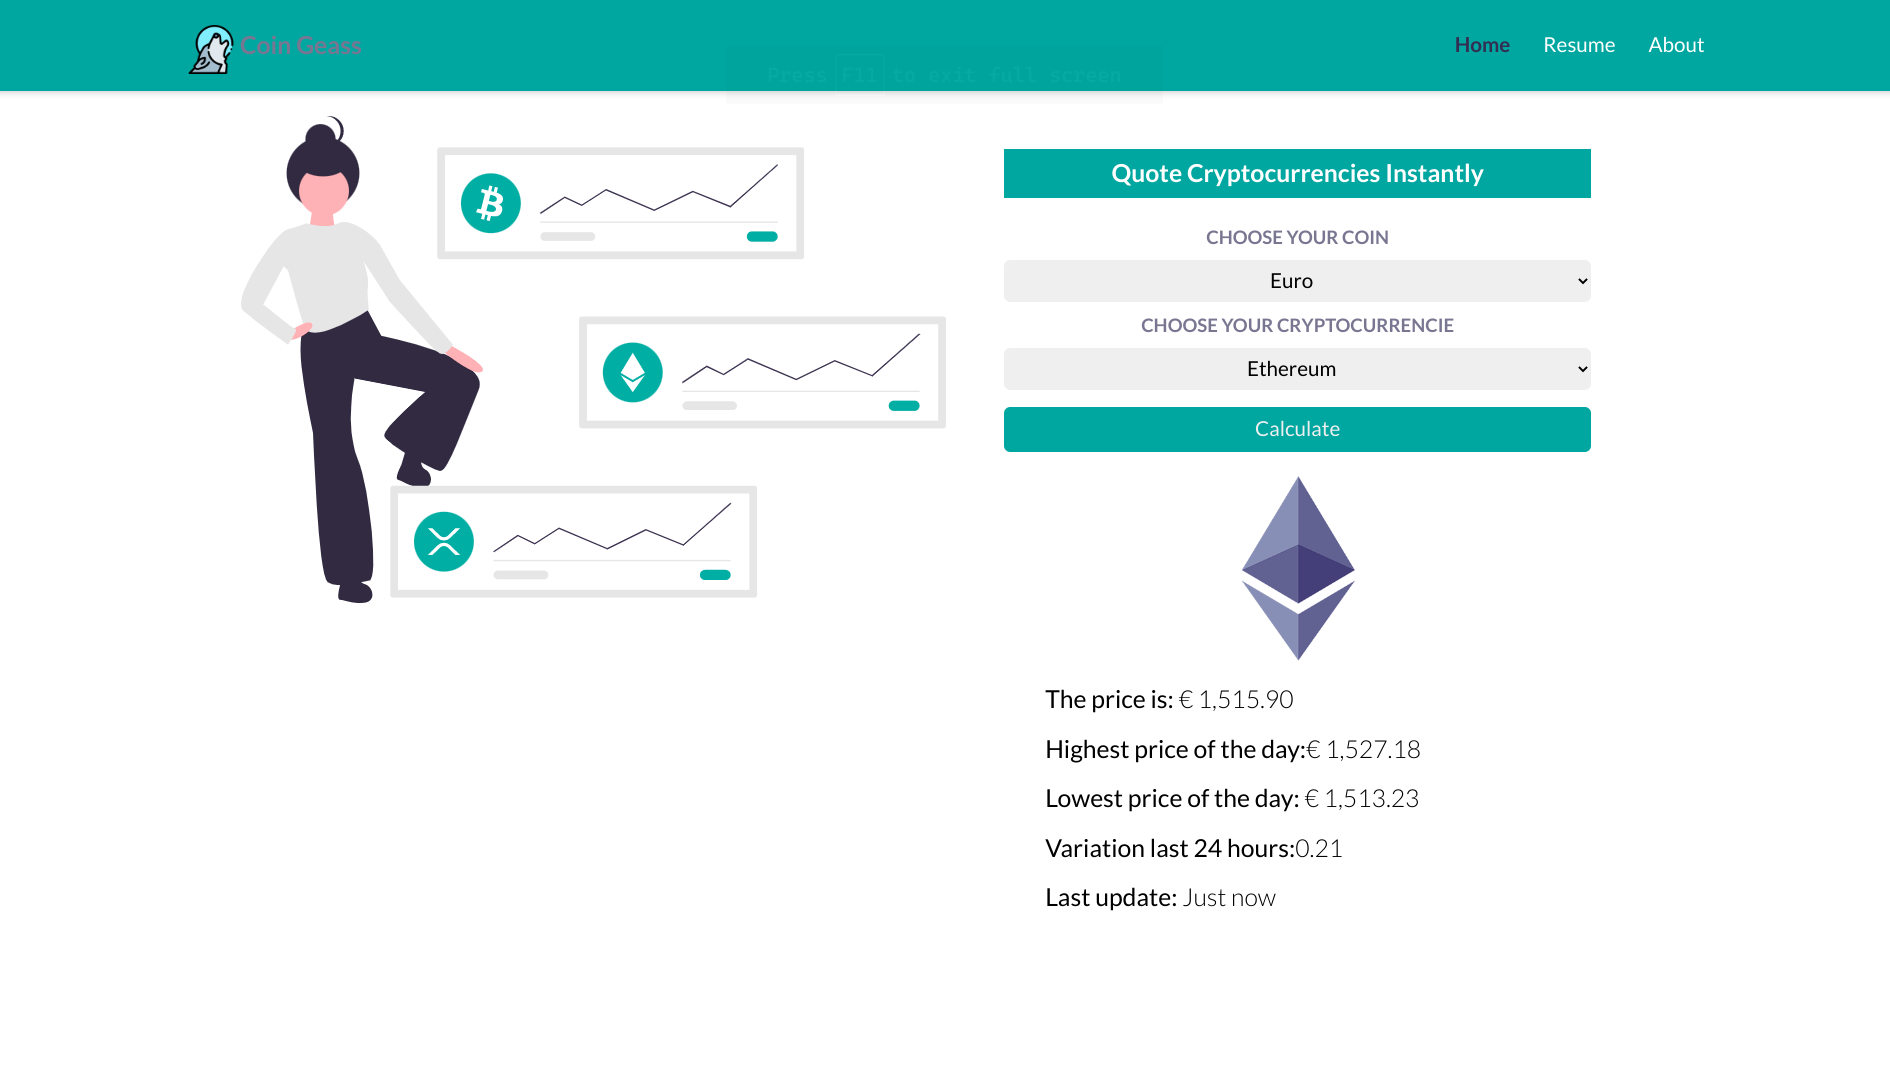 Coin Geass
Home Resume About
Press F11 to exit full screen
Quote Cryptocurrencies Instantly
CHOOSE YOUR COIN
Euro
CHOOSE YOUR CRYPTOCURRENCIE
Ethereum
Calculate
The price is: € 1,515.90
Highest price of the day:€ 1,527.18
Lowest price of the day: € 1,513.23
Variation last 24 hours:0.21
Last update: Just now